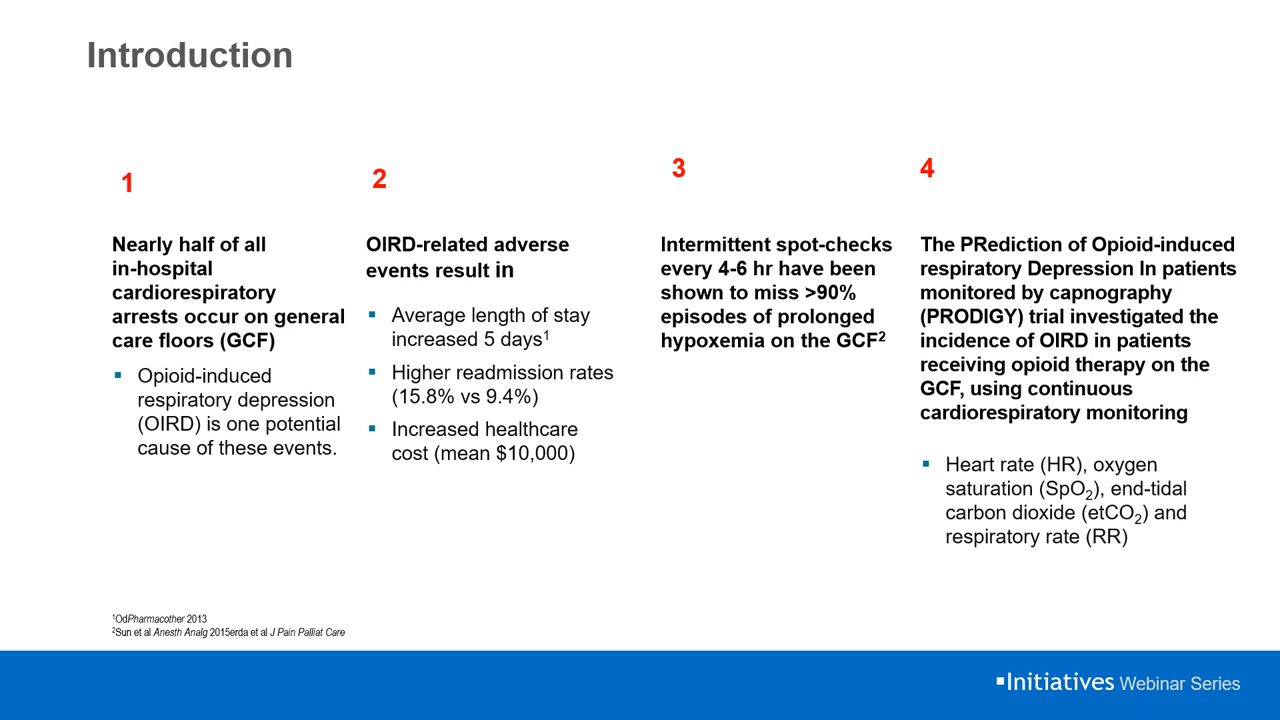 Introduction
1
Nearly half of all
in-hospital
cardiorespiratory
arrests occur on general
care floors (GCF)
▪ Opioid-induced
respiratory depression
(OIRD) is one potential
cause of these events.
2
OIRD-related adverse
events result in
▪ Average length of stay
increased 5 days¹
▪ Higher readmission rates
(15.8% vs 9.4%)
▪ Increased healthcare
cost (mean $10,000)
3
Intermittent spot-checks
every 4-6 hr have been
shown to miss >90%
episodes of prolonged
hypoxemia on the GCF²
4
The PRediction of Opioid-induced
respiratory Depression In patients
monitored by capnography
(PRODIGY) trial investigated the
incidence of OIRD in patients
receiving opioid therapy on the
GCF, using continuous
cardiorespiratory monitoring
▪ Heart rate (HR), oxygen
saturation (SpO₂), end-tidal
carbon dioxide (etCO₂) and
respiratory rate (RR)
¹OdPharmacother 2013
²Sun et al Anesth Analg 2015erda et al J Pain Palliat Care
▪Initiatives Webinar Series